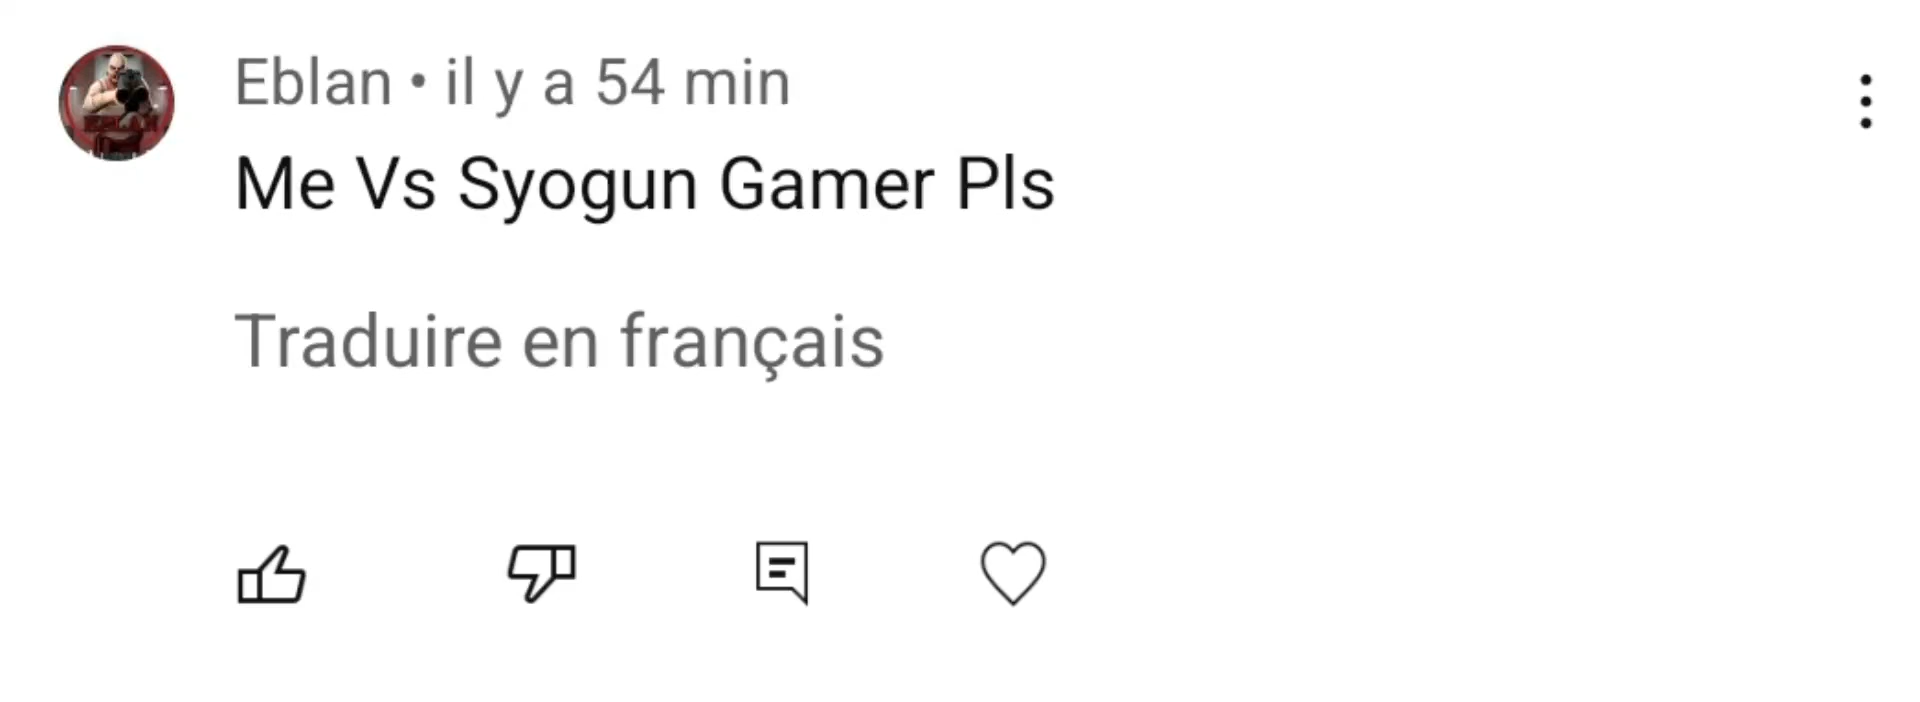 Eblan • il y a 54 min
Me Vs Syogun Gamer Pls
Traduire en français